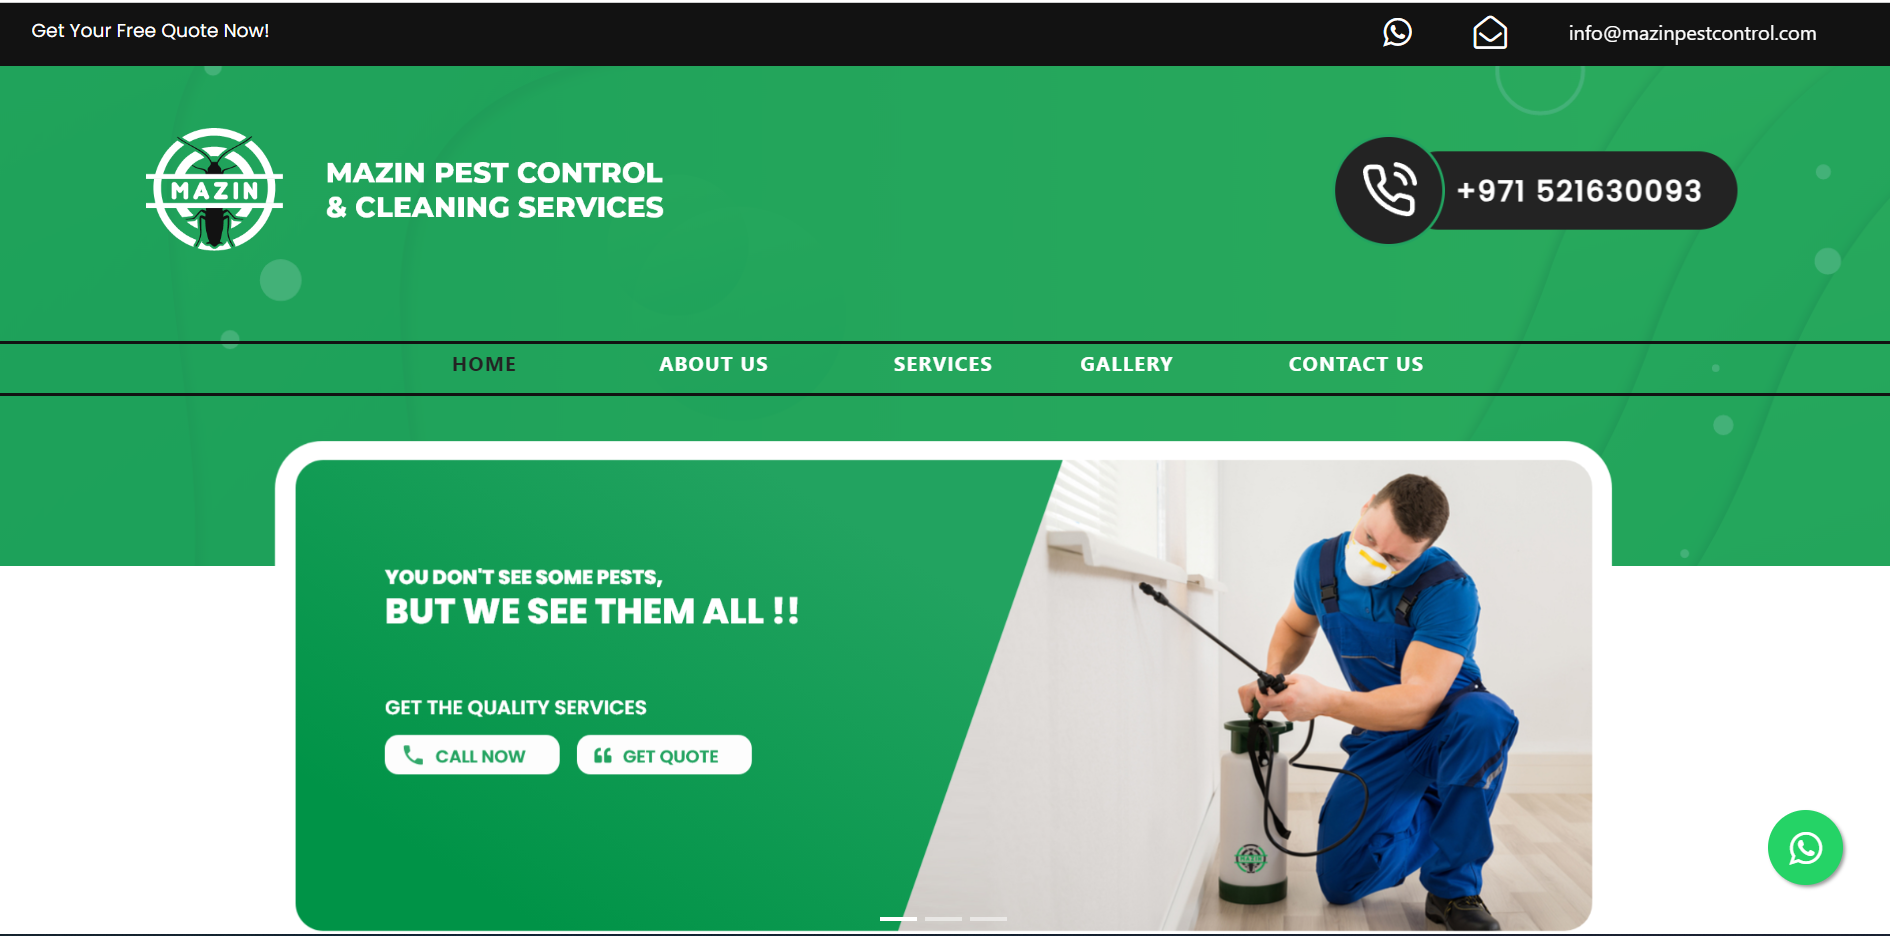 Get Your Free Quote Now!
info@mazinpestcontrol.com
MAZIN
MAZIN PEST CONTROL
& CLEANING SERVICES
+971 521630093
HOME ABOUT US SERVICES GALLERY CONTACT US
YOU DON'T SEE SOME PESTS,
BUT WE SEE THEM ALL !!
GET THE QUALITY SERVICES
CALL NOW
GET QUOTE
MAZIN